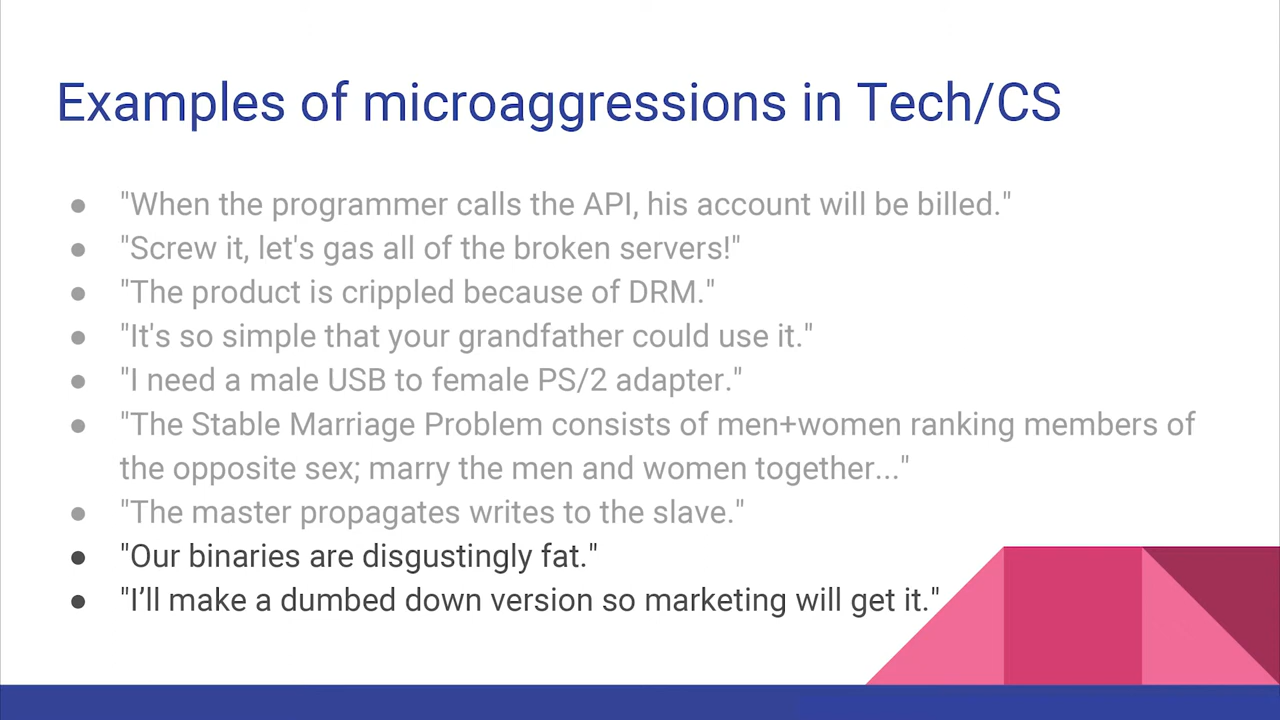 Examples of microaggressions in Tech/CS
● "When the programmer calls the API, his account will be billed."
● "Screw it, let's gas all of the broken servers!"
● "The product is crippled because of DRM."
● "It's so simple that your grandfather could use it."
● "I need a male USB to female PS/2 adapter."
● "The Stable Marriage Problem consists of men+women ranking members of
the opposite sex; marry the men and women together..."
● "The master propagates writes to the slave."
● "Our binaries are disgustingly fat."
● "I’ll make a dumbed down version so marketing will get it."